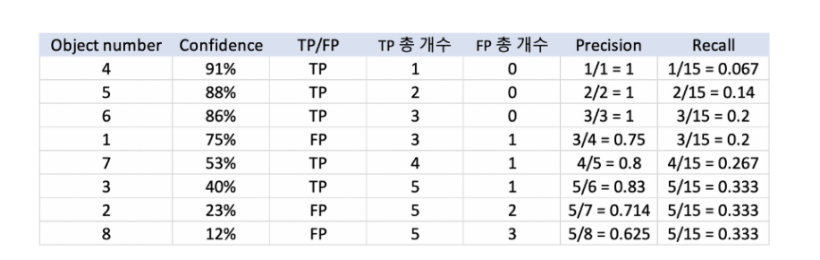 Object number Confidence TP/FP TP 총 개수 FP 총 개수 Precision Recall
4 91% TP 1 0 1/1 = 1 1/15 = 0.067
5 88% TP 2 0 2/2 = 1 2/15 = 0.14
6 86% TP 3 0 3/3 = 1 3/15 = 0.2
1 75% FP 3 1 3/4 = 0.75 3/15 = 0.2
7 53% TP 4 1 4/5 = 0.8 4/15 = 0.267
3 40% TP 5 1 5/6 = 0.83 5/15 = 0.333
2 23% FP 5 2 5/7 = 0.714 5/15 = 0.333
8 12% FP 5 3 5/8 = 0.625 5/15 = 0.333